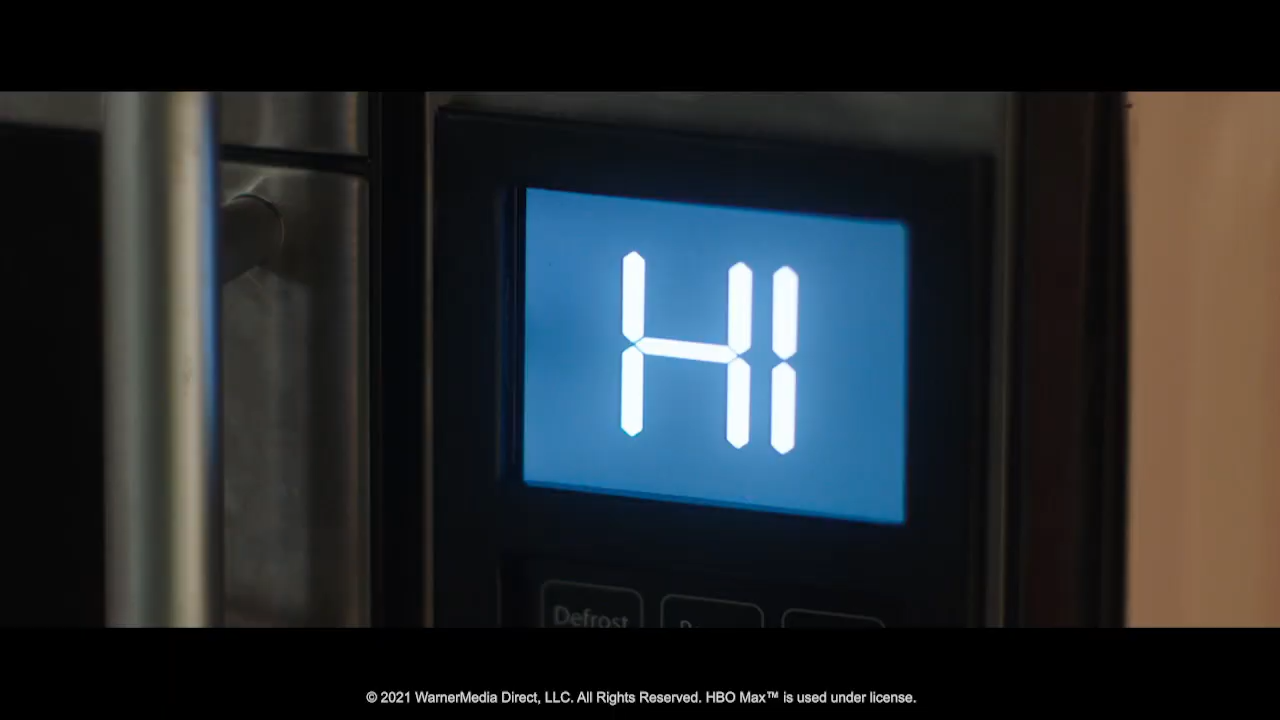 HI
Defrost
© 2021 WarnerMedia Direct, LLC. All Rights Reserved. HBO Max™ is used under license.